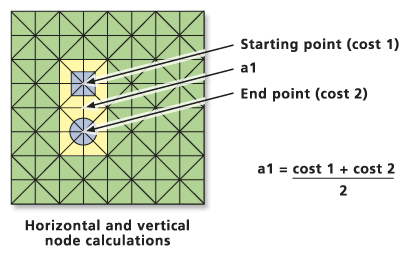 Starting point (cost 1)
a1
End point (cost 2)
a1 = cost 1 + cost 2
2
Horizontal and vertical
node calculations